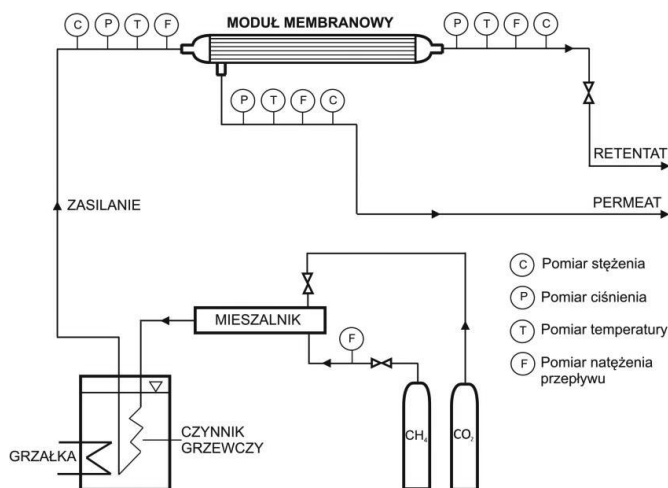 MODUŁ MEMBRANOWY
C P T F
P T F C
P T F C
RETENTAT
PERMEAT
ZASILANIE
C Pomiar stężenia
P Pomiar ciśnienia
T Pomiar temperatury
F Pomiar natężenia
przepływu
MIESZALNIK
F
CZYNNIK
GRZEWCZY
GRZAŁKA
CH₄
CO₂